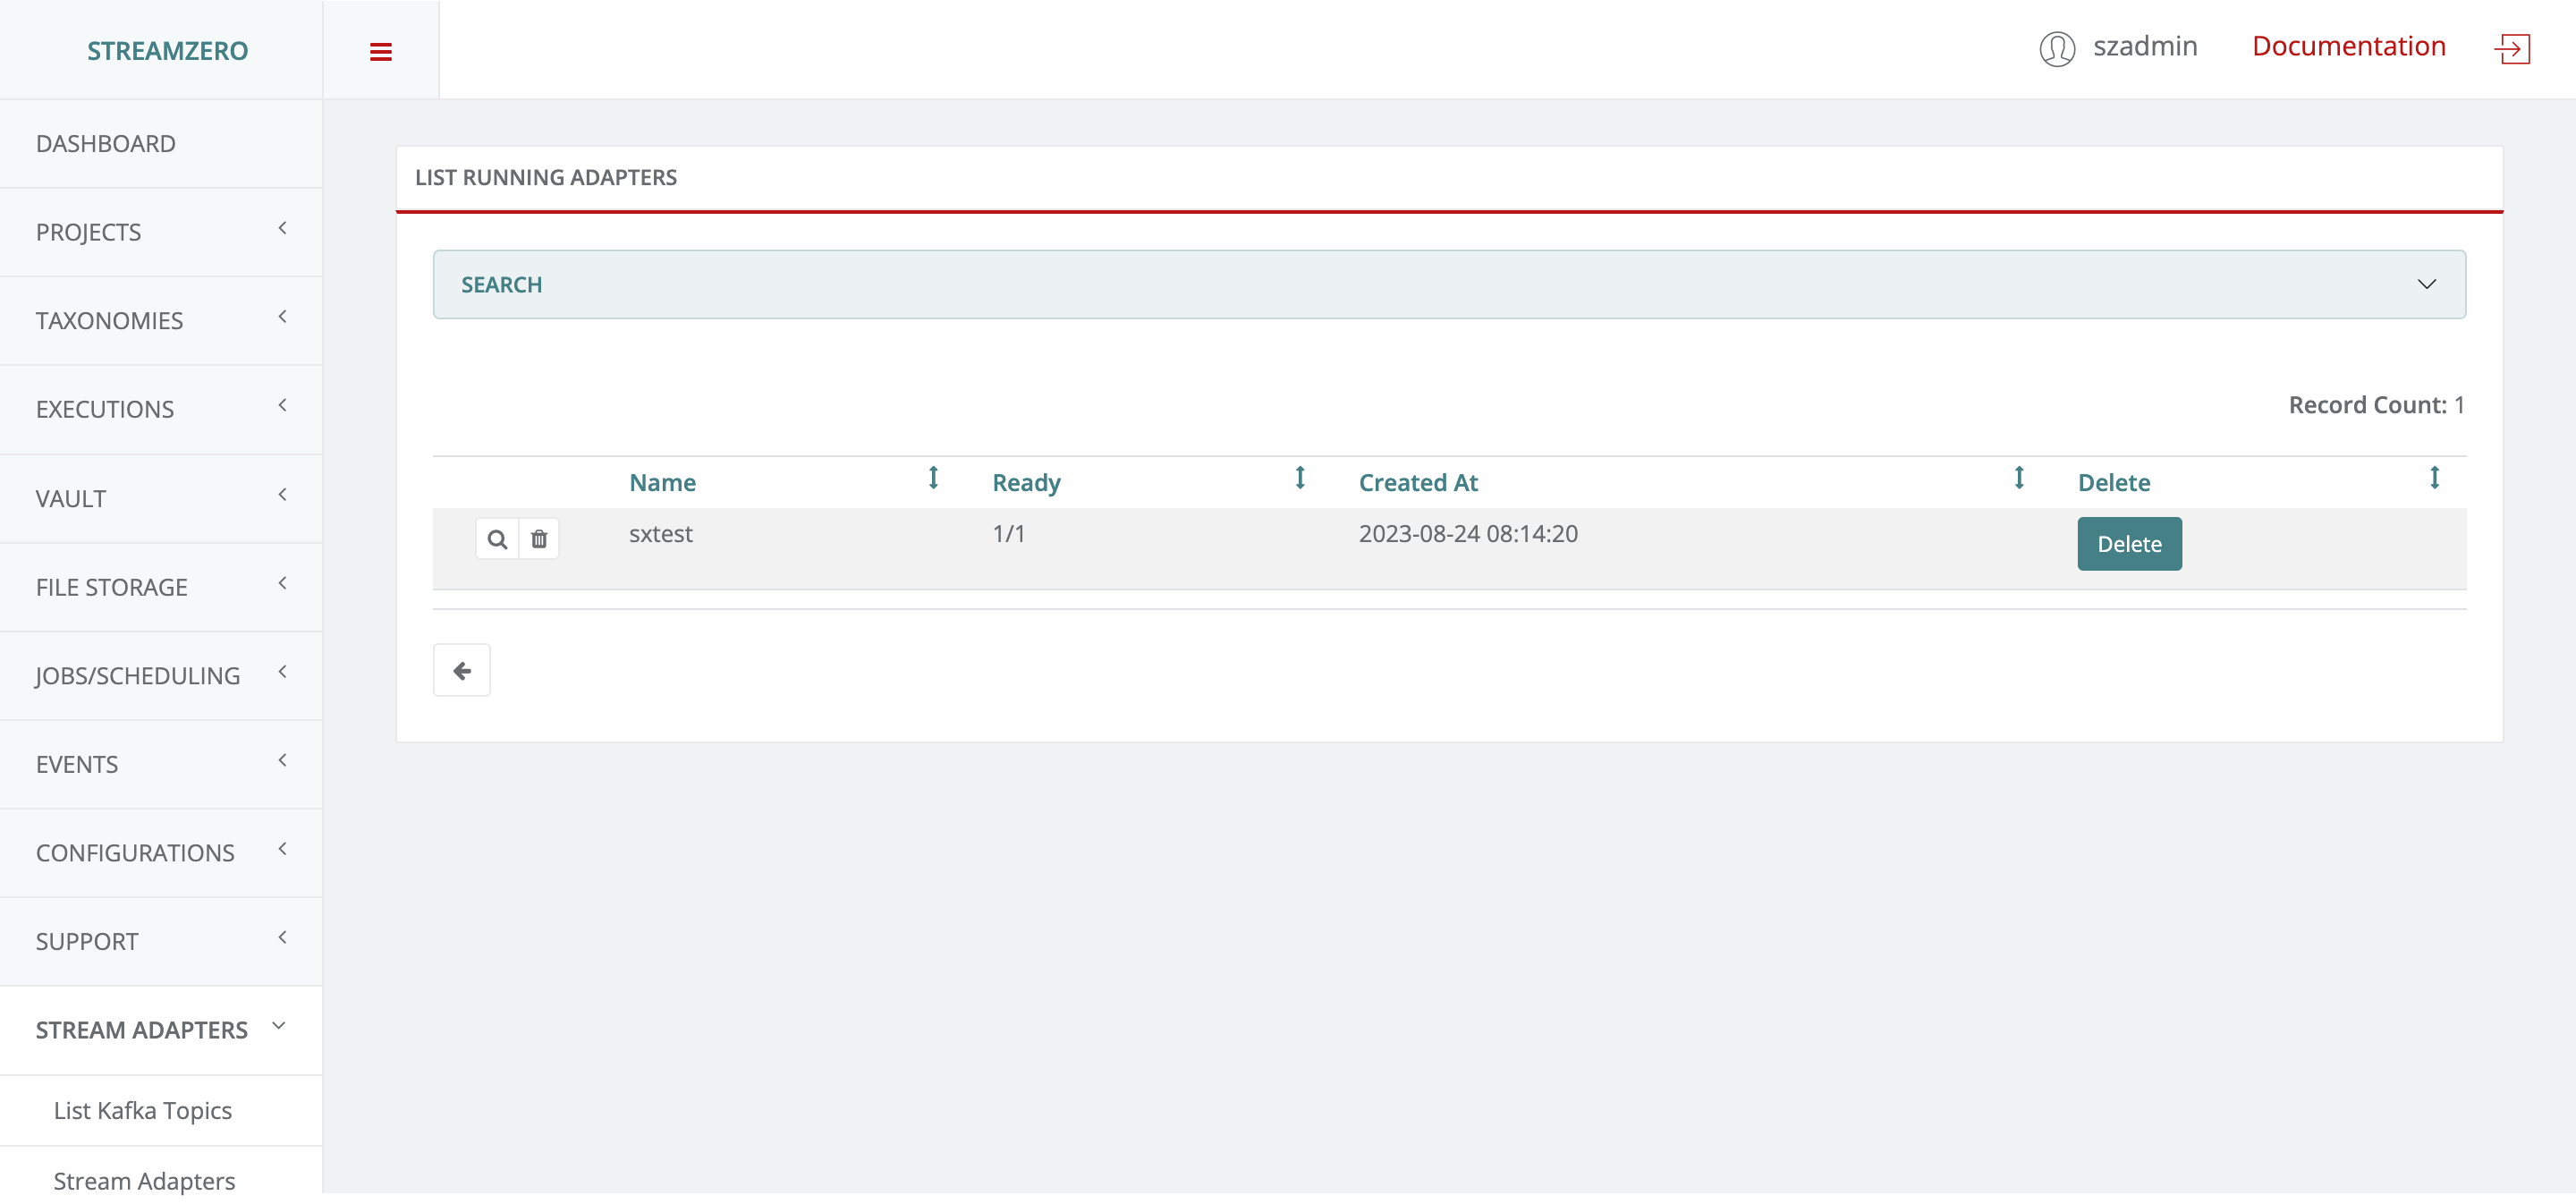 STREAMZERO
szadmin
Documentation
DASHBOARD
PROJECTS
TAXONOMIES
EXECUTIONS
VAULT
FILE STORAGE
JOBS/SCHEDULING
EVENTS
CONFIGURATIONS
SUPPORT
STREAM ADAPTERS
List Kafka Topics
Stream Adapters
LIST RUNNING ADAPTERS
SEARCH
Record Count: 1
Name Ready Created At Delete
sxtest 1/1 2023-08-24 08:14:20 Delete